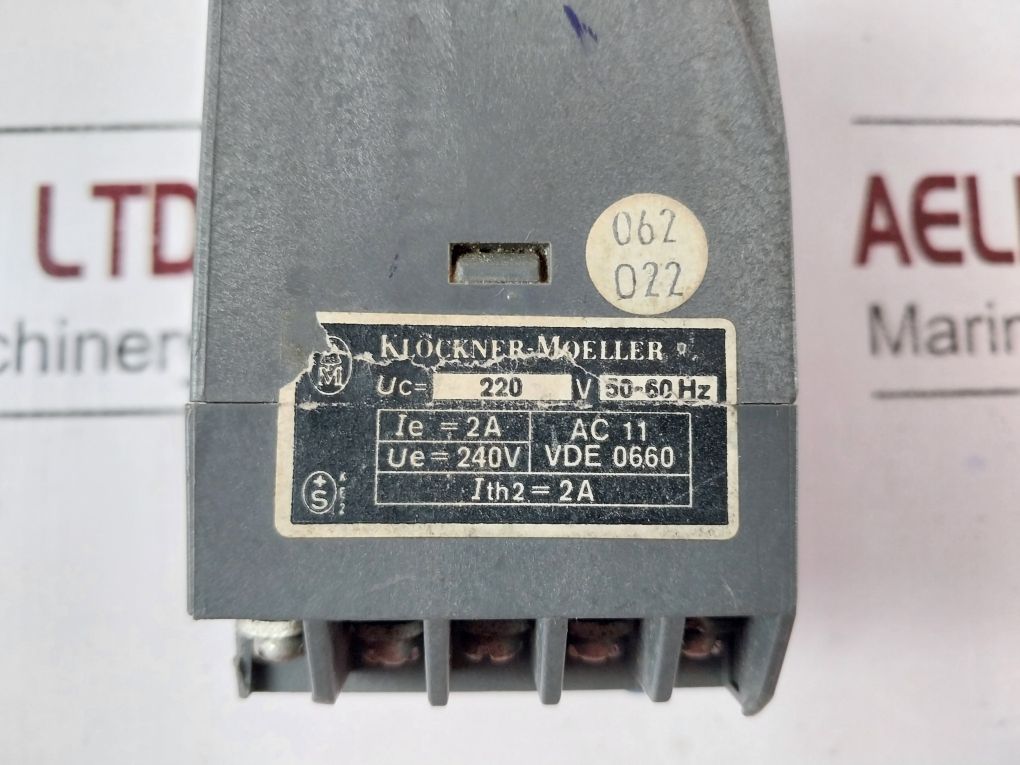 LTD
chinery
AEL
Marin
062
022
M
KLÖCKNER-MOELLER
Uc= 220 V 50-60 Hz
Ie = 2A
AC 11
Ue = 240V
VDE 0660
Ith2 = 2A
+S